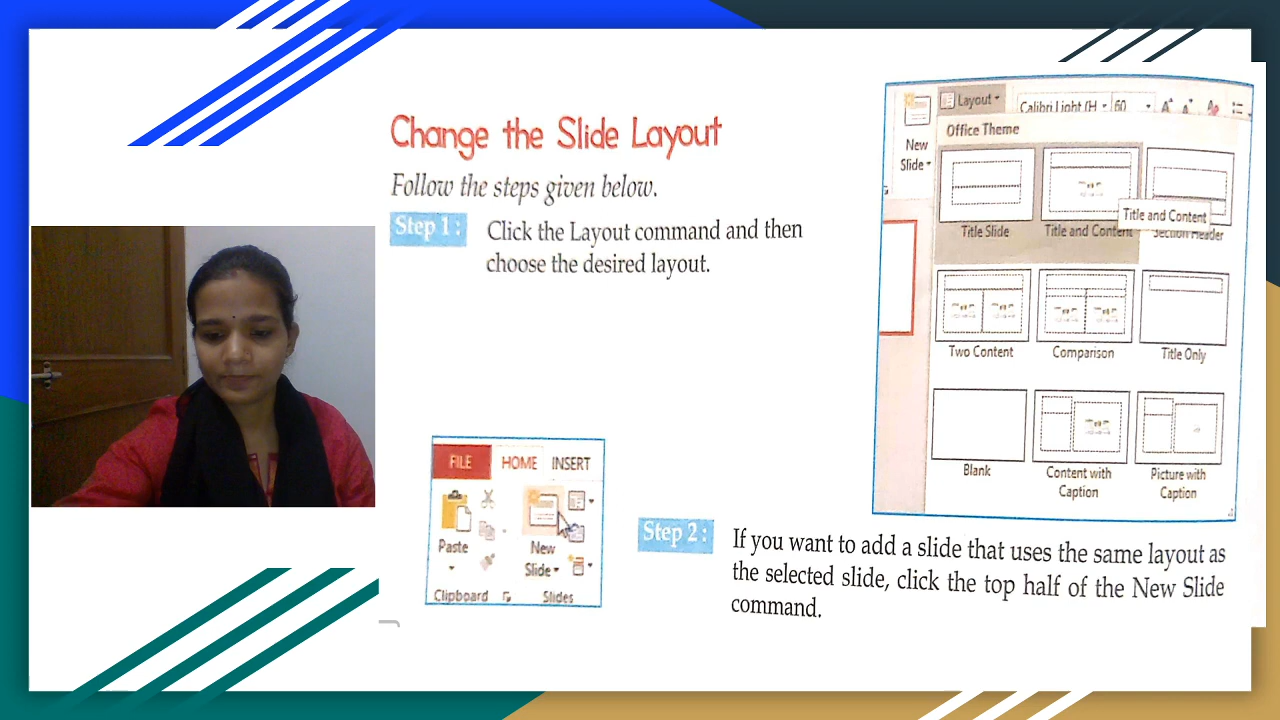 Change the Slide Layout
Follow the steps given below.
Step 1:
Click the Layout command and then
choose the desired layout.
Layout
Calibri Light (H
60
New
Slide
Office Theme
Title Slide
Title and Content
Section Header
Title and Content
Two Content
Comparison
Title Only
Blank
Content with
Caption
Picture with
Caption
FILE HOME INSERT
Paste
New
Slide
Clipboard
Slides
Step 2:
If you want to add a slide that uses the same layout as
the selected slide, click the top half of the New Slide
command.